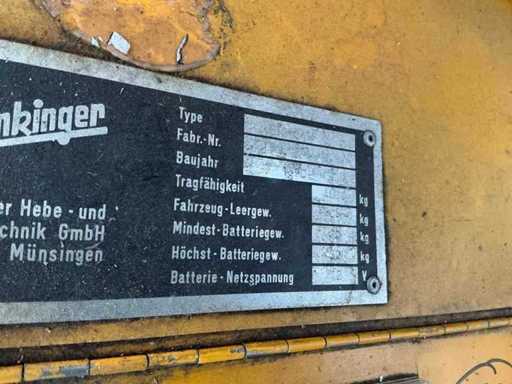 nkinger
er Hebe - und
chnik GmbH
Münsingen
Type
Fabr.-Nr.
Baujahr
Tragfähigkeit kg
Fahrzeug - Leergew. kg
Mindest - Batteriegew. kg
Höchst - Batteriegew. kg
Batterie - Netzspannung V